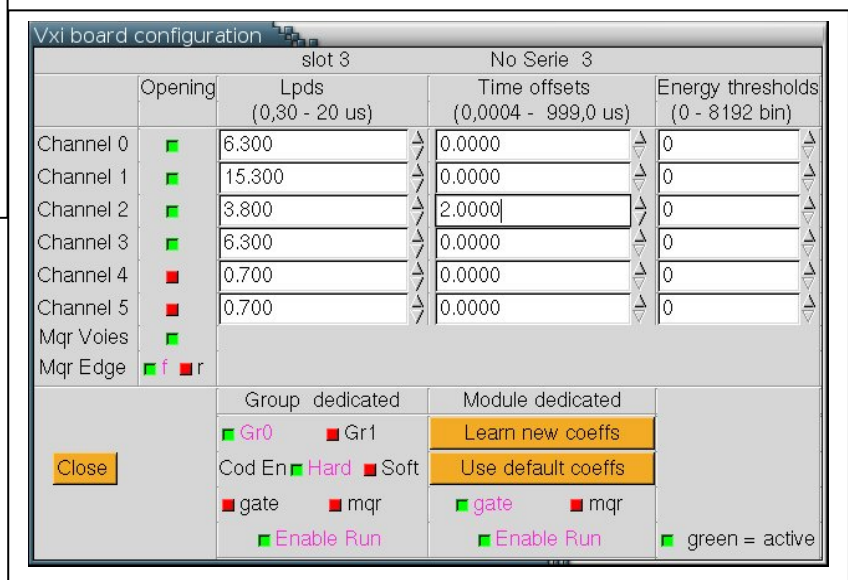 Vxi board configuration
slot 3 No Serie 3
Opening Lpds Time offsets Energy thresholds
(0,30 - 20 us) (0,0004 - 999,0 us) (0 - 8192 bin)
Channel 0 6.300 0.0000 0
Channel 1 15.300 0.0000 0
Channel 2 3.800 2.0000 0
Channel 3 6.300 0.0000 0
Channel 4 0.700 0.0000 0
Channel 5 0.700 0.0000 0
Mqr Voies
Mqr Edge f r
Group dedicated Module dedicated
Gr0 Gr1 Learn new coeffs
Close Cod En Hard Soft Use default coeffs
gate mqr gate mqr
Enable Run Enable Run green = active